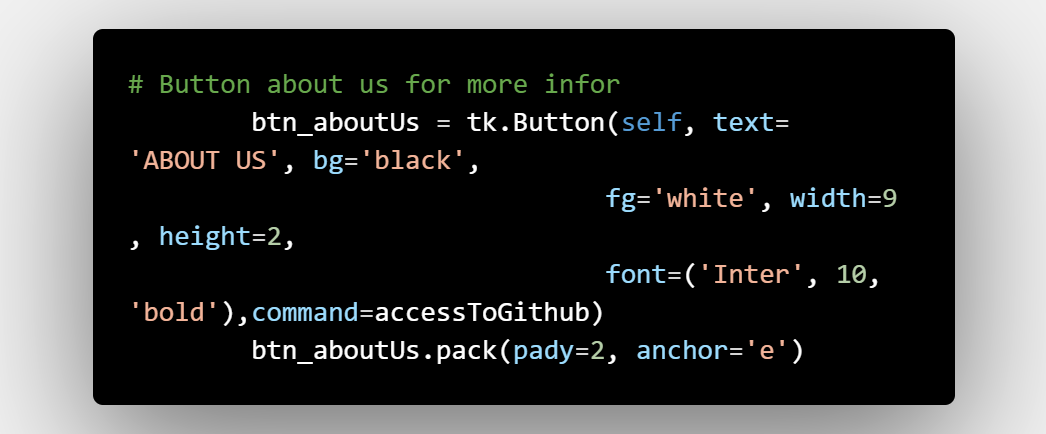 # Button about us for more infor
        btn_aboutUs = tk.Button(self, text=
'ABOUT US', bg='black',
                               fg='white', width=9
, height=2,
                               font=('Inter', 10,
'bold'),command=accessToGithub)
        btn_aboutUs.pack(pady=2, anchor='e')